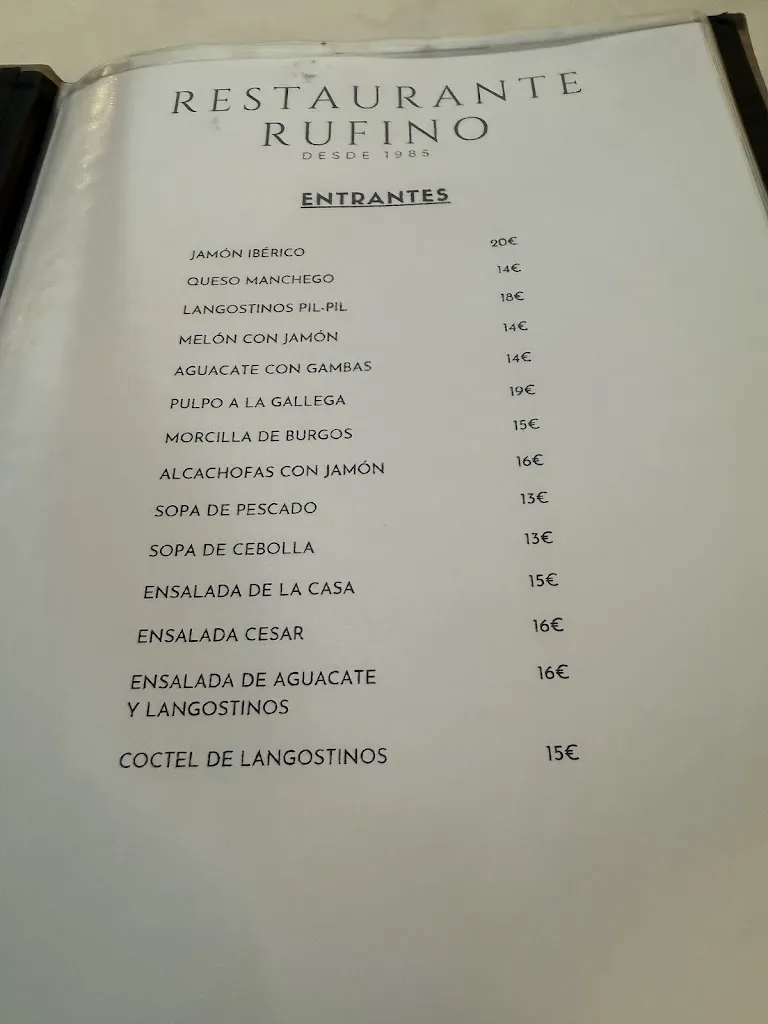 RESTAURANTE
RUFINO
DESDE 1985
ENTRANTES
JAMÓN IBÉRICO 20€
QUESO MANCHEGO 14€
LANGOSTINOS PIL-PIL 18€
MELÓN CON JAMÓN 14€
AGUACATE CON GAMBAS 14€
PULPO A LA GALLEGA 19€
MORCILLA DE BURGOS 15€
ALCACHOFAS CON JAMÓN 16€
SOPA DE PESCADO 13€
SOPA DE CEBOLLA 13€
ENSALADA DE LA CASA 15€
ENSALADA CESAR 16€
ENSALADA DE AGUACATE 16€
Y LANGOSTINOS
COCTEL DE LANGOSTINOS 15€